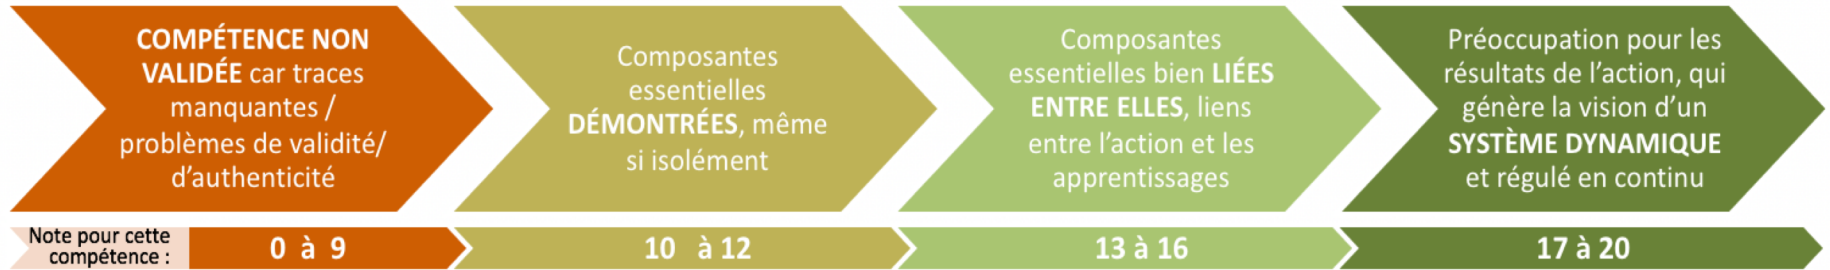 COMPÉTENCE NON
VALIDÉE car traces
manquantes /
problèmes de validité/
d’authenticité
Composantes
essentielles
DÉMONTRÉES, même
si isolément
Composantes
essentielles bien LIÉES
ENTRE ELLES, liens
entre l’action et les
apprentissages
Préoccupation pour les
résultats de l’action, qui
génère la vision d’un
SYSTÈME DYNAMIQUE
et régulé en continu
Note pour cette
compétence :
0 à 9
10 à 12
13 à 16
17 à 20